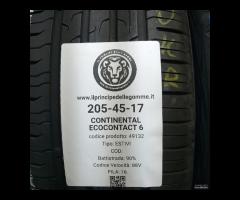 www.ilprincipedellegomme.it
205-45-17
CONTINENTAL
ECOCONTACT 6
codice prodotto: 49132
Tipo: ESTIVI
COD:
Battistrada: 90%
Codice Velocità: 88V
FILA: 16